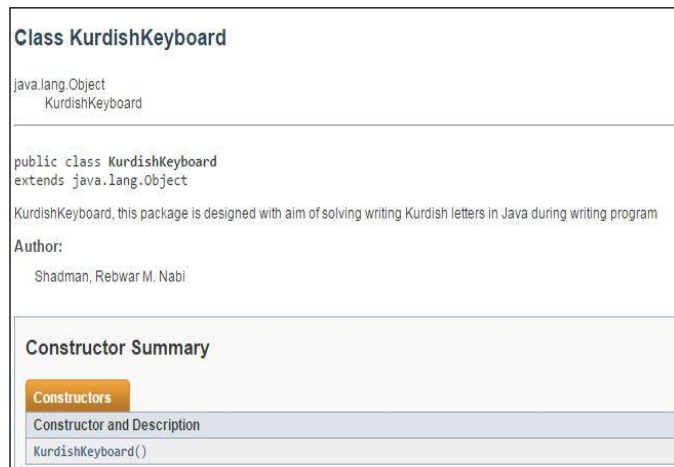 Class KurdishKeyboard
java.lang.Object
KurdishKeyboard
public class KurdishKeyboard
extends java.lang.Object
KurdishKeyboard, this package is designed with aim of solving writing Kurdish letters in Java during writing program
Author:
Shadman, Rebwar M. Nabi
Constructor Summary
Constructors
Constructor and Description
KurdishKeyboard()